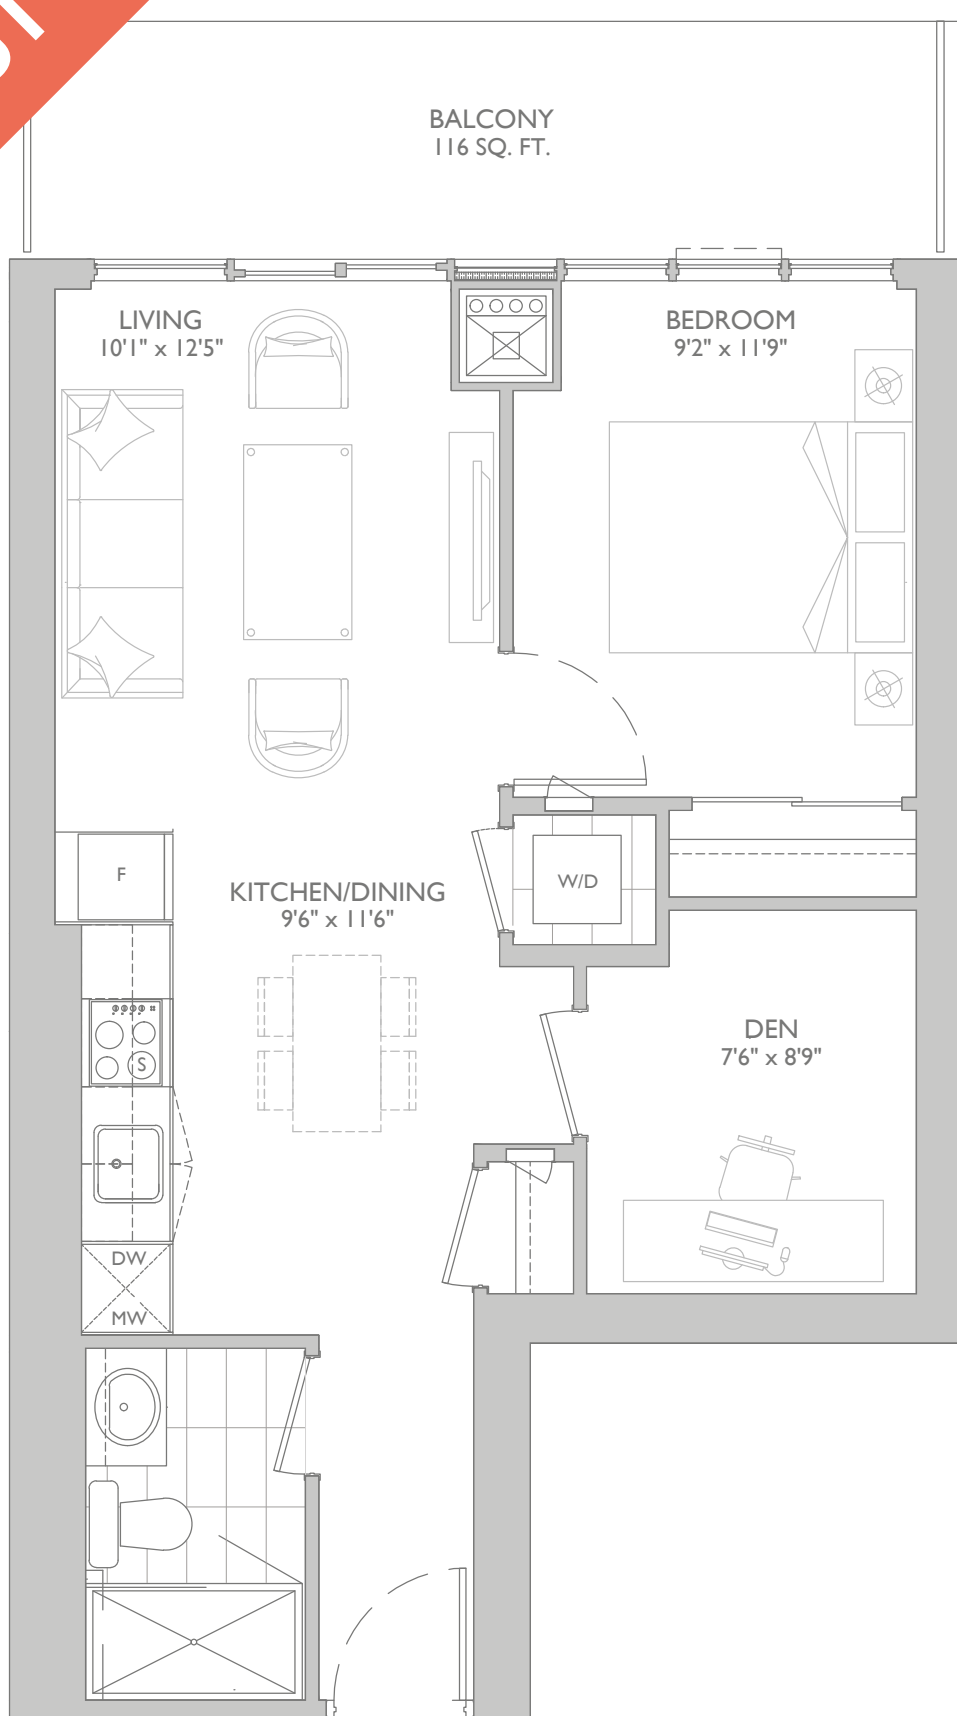 BALCONY
116 SQ. FT.
LIVING
10'1" x 12'5"
BEDROOM
9'2" x 11'9"
F
KITCHEN/DINING
9'6" x 11'6"
W/D
S
DEN
7'6" x 8'9"
DW
MW